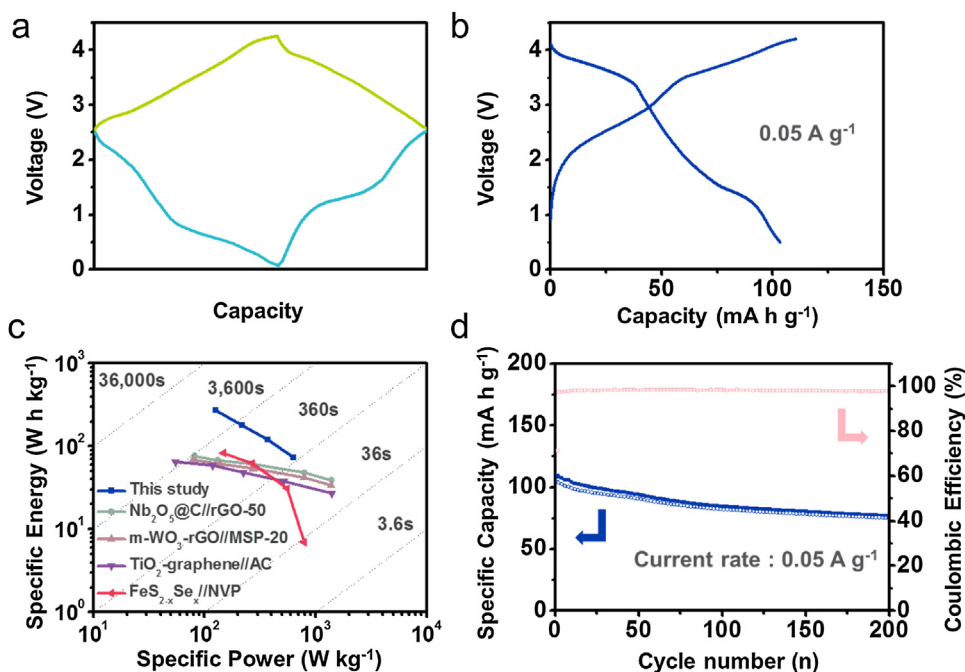 a
4
3
2
1
0
Voltage (V)
Capacity
b
4
3
2
1
0
Voltage (V)
0.05 A g⁻¹
0 50 100 150
Capacity (mA h g⁻¹)
c
10³
10²
10¹
10⁰
Specific Energy (W h kg⁻¹)
36,000s
3,600s
360s
36s
3.6s
This study
Nb₂O₅@C//rGO-50
m-WO₃-rGO//MSP-20
TiO₂-graphene//AC
FeS₂₋ₓSeₓ//NVP
10¹ 10² 10³ 10⁴
Specific Power (W kg⁻¹)
d
200
175
150
125
100
75
50
25
0
Specific Capacity (mA h g⁻¹)
100
80
60
40
20
0
Coulombic Efficiency (%)
Current rate : 0.05 A g⁻¹
0 50 100 150 200
Cycle number (n)